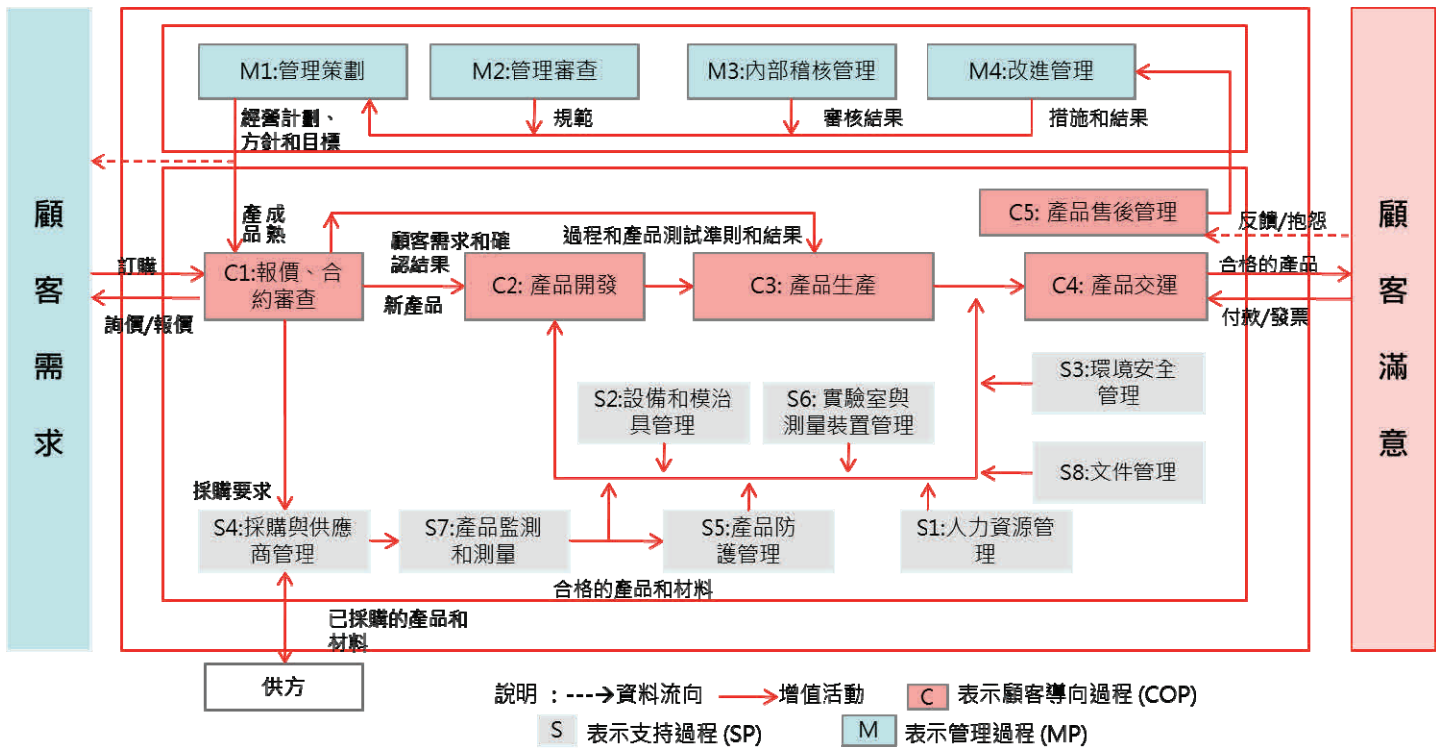 M1:管理策劃
M2:管理審查
M3:內部稽核管理
M4:改進管理
經營計劃、
方針和目標
規範
審核結果
措施和結果
顧客需求
顧客滿意
C5: 產品售後管理
反饋/抱怨
產品
成熟
顧客需求和確
認結果
過程和產品測試準則和結果
訂購
C1:報價、合
約審查
新產品
C2: 產品開發
C3: 產品生產
C4: 產品交運
合格的產品
付款/發票
詢價/報價
S2:設備和模治
具管理
S6: 實驗室與
測量裝置管理
S3:環境安全
管理
S8:文件管理
採購要求
S4:採購與供應
商管理
S7:產品監測
和測量
S5:產品防
護管理
S1:人力資源管
理
合格的產品和材料
已採購的產品和
材料
供方
說明 : ---→資料流向 →增值活動 C 表示顧客導向過程 (COP)
S 表示支持過程 (SP) M 表示管理過程 (MP)